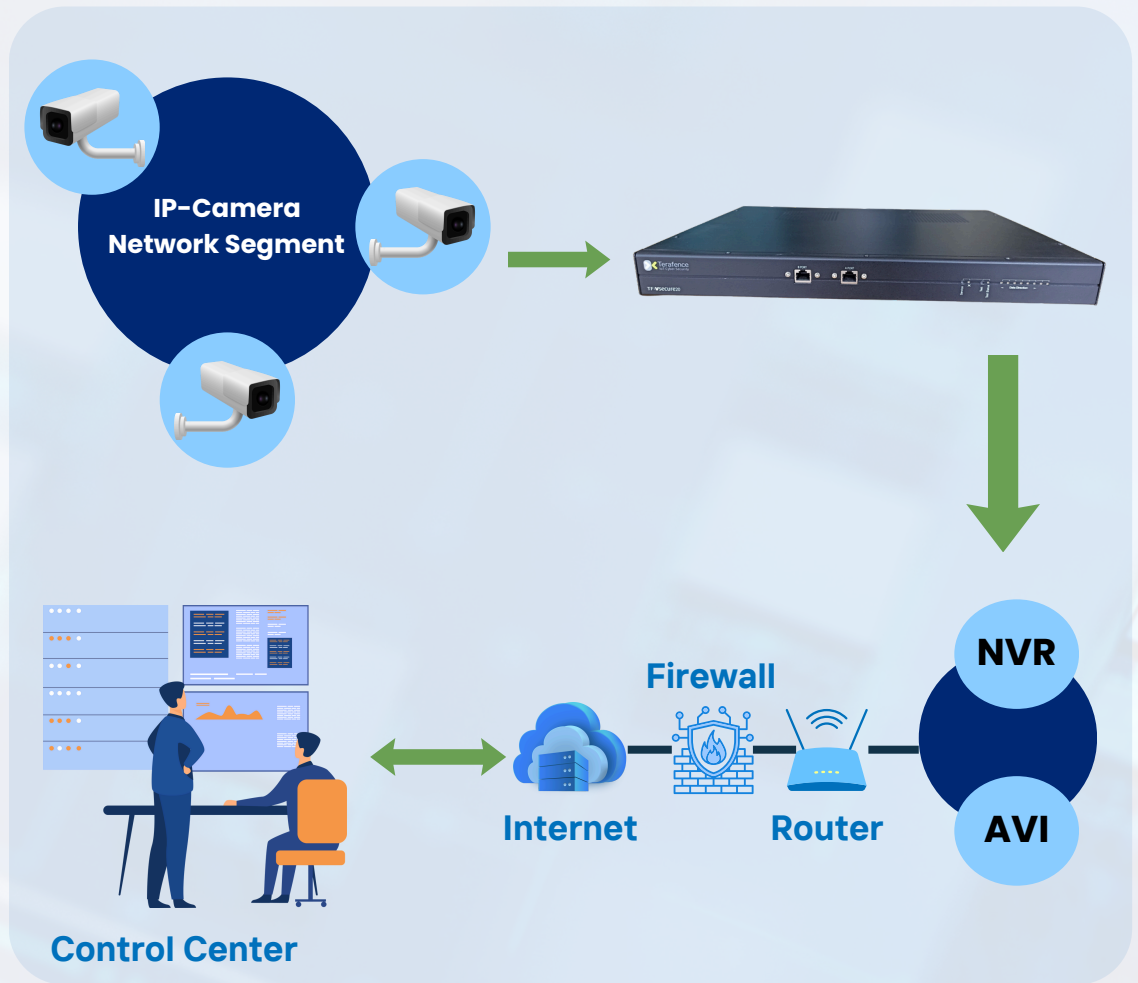 IP-Camera
Network Segment
Terafence
NVR
Firewall
Internet
Router
AVI
Control Center